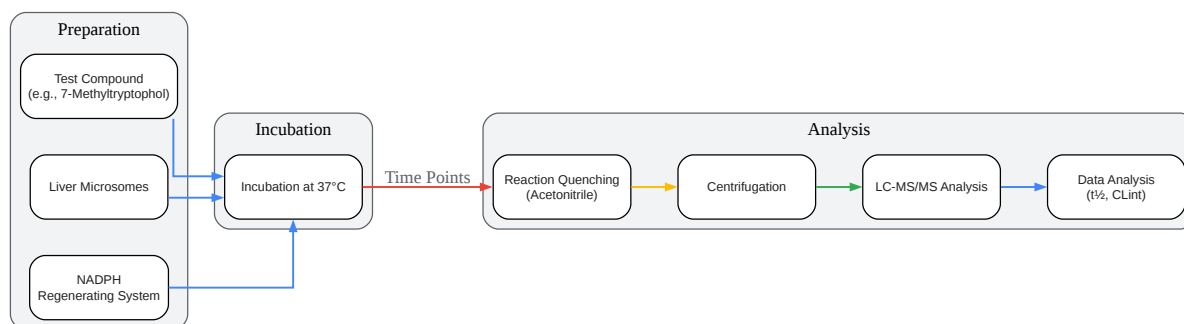 Preparation
Test Compound
(e.g., 7-Methyltryptophol)
Liver Microsomes
NADPH
Regenerating System
Incubation
Incubation at 37°C
Time Points
Analysis
Reaction Quenching
(Acetonitrile)
Centrifugation
LC-MS/MS Analysis
Data Analysis
(t½, CLint)